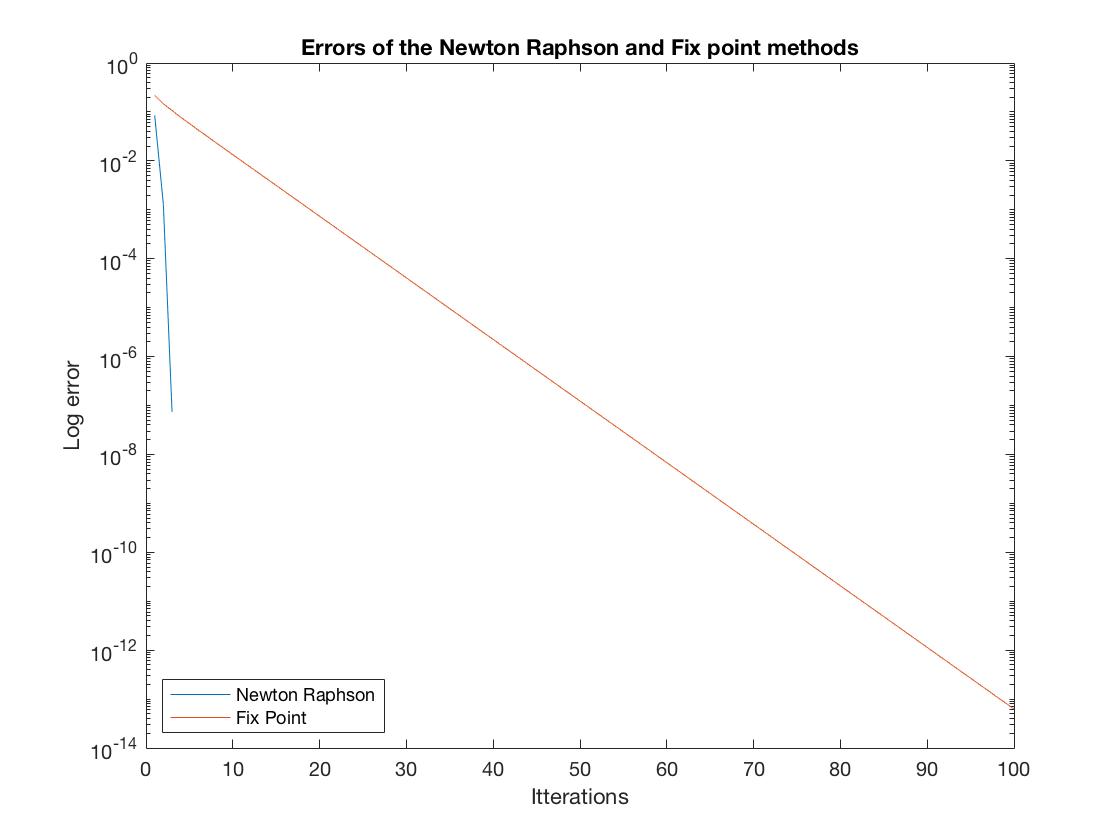 Errors of the Newton Raphson and Fix point methods
10^0
10^-2
10^-4
10^-6
10^-8
10^-10
10^-12
10^-14
Log error
Newton Raphson
Fix Point
0 10 20 30 40 50 60 70 80 90 100
Itterations